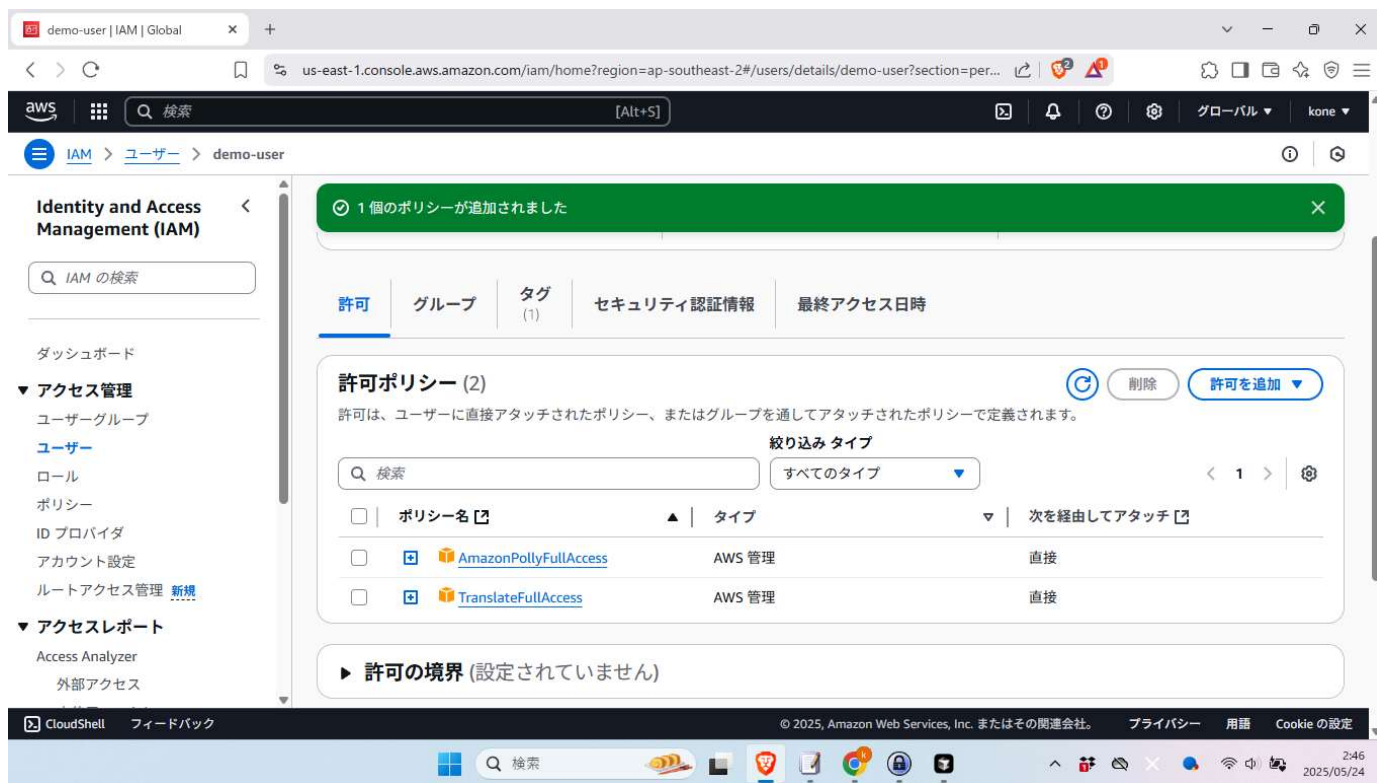 demo-user | IAM | Global
us-east-1.console.aws.amazon.com/iam/home?region=ap-southeast-2#/users/details/demo-user?section=per...
aws
検索
[Alt+S]
グローバル
kone
IAM > ユーザー > demo-user
Identity and Access Management (IAM)
IAM の検索
ダッシュボード
アクセス管理
ユーザーグループ
ユーザー
ロール
ポリシー
ID プロバイダ
アカウント設定
ルートアクセス管理 新規
アクセスレポート
Access Analyzer
外部アクセス
1 個のポリシーが追加されました
許可
グループ
タグ
(1)
セキュリティ認証情報
最終アクセス日時
許可ポリシー (2)
削除
許可を追加
許可は、ユーザーに直接アタッチされたポリシー、またはグループを通してアタッチされたポリシーで定義されます。
絞り込み タイプ
検索
すべてのタイプ
1
ポリシー名
タイプ
次を経由してアタッチ
AmazonPollyFullAccess
AWS 管理
直接
TranslateFullAccess
AWS 管理
直接
許可の境界 (設定されていません)
CloudShell
フィードバック
© 2025, Amazon Web Services, Inc. またはその関連会社。
プライバシー
用語
Cookie の設定
検索
2:46
2025/05/24